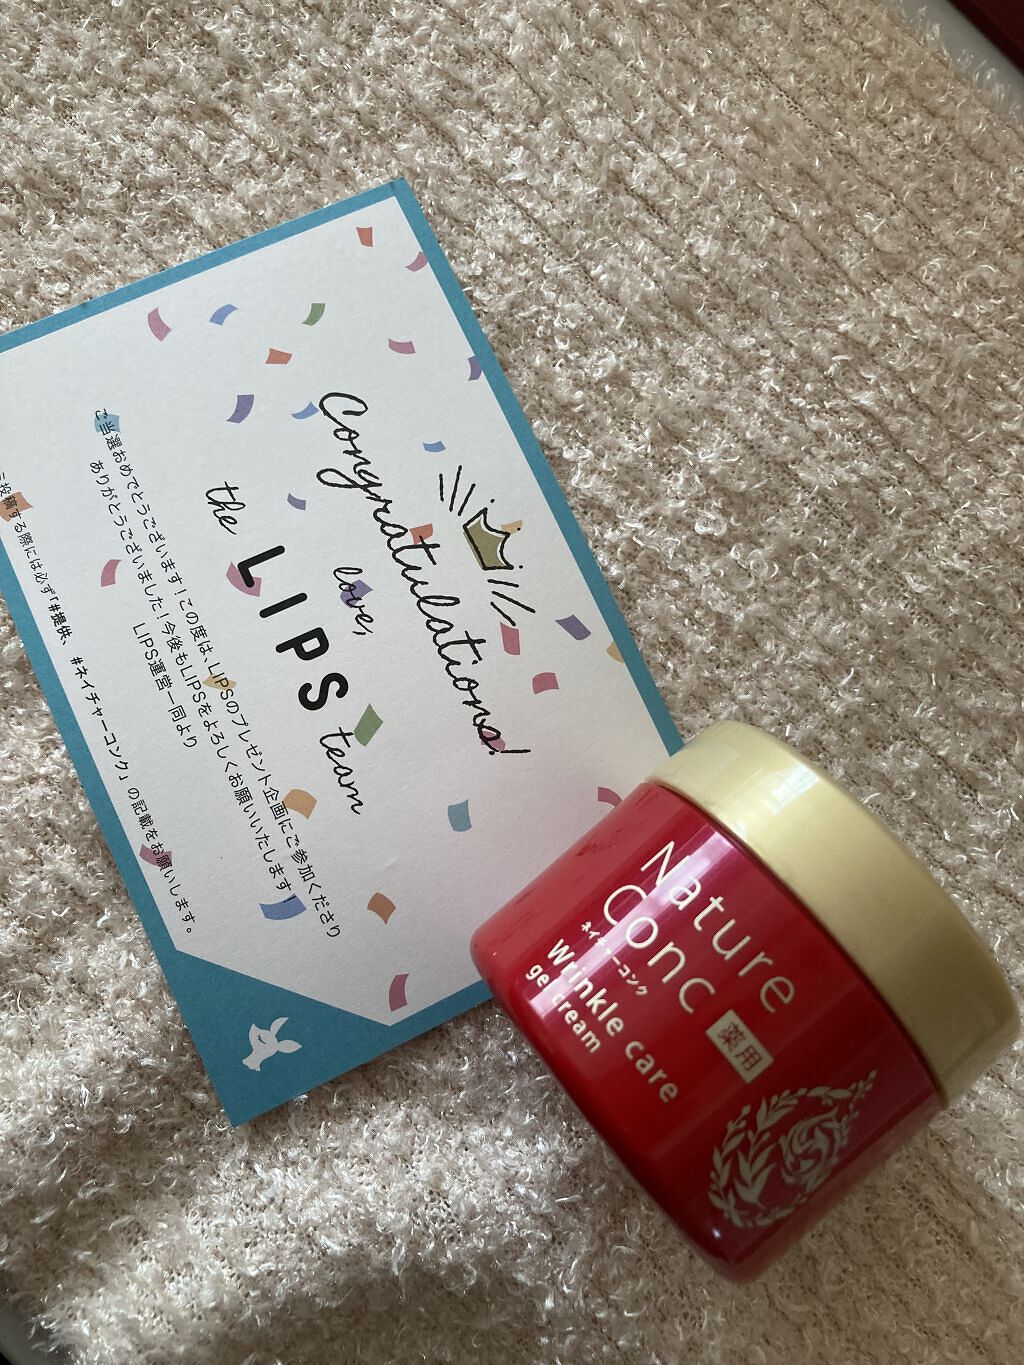 Congratulations!
love,
the LIPS team
ご当選おめでとうございます！この度は、LIPSのプレゼント企画にご参加くださり
ありがとうございました！今後もLIPSをよろしくお願いいたします！
LIPS運営一同より
投稿する際には必ず「#提供、 #ネイチャーコンク」の記載をお願いします。
Nature
Conc
ネイチャーコンク
薬用
Wrinkle care
gel cream